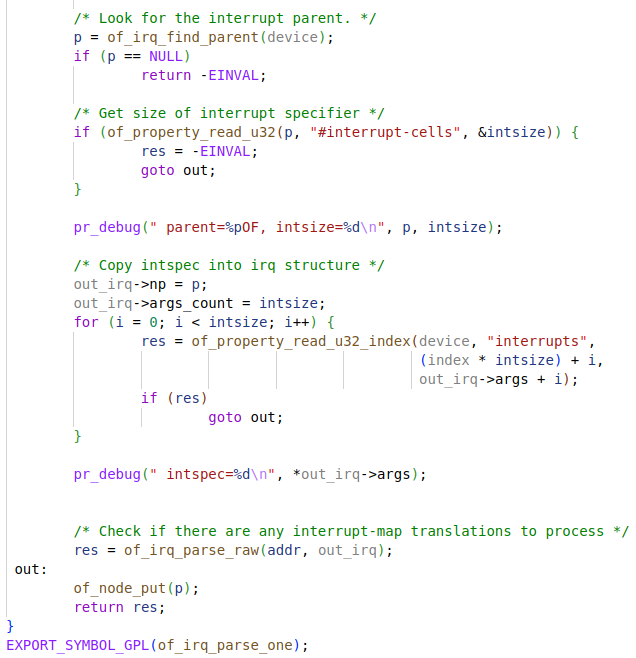 /* Look for the interrupt parent. */
p = of_irq_find_parent(device);
if (p == NULL)
return -EINVAL;
/* Get size of interrupt specifier */
if (of_property_read_u32(p, "#interrupt-cells", &intsize)) {
res = -EINVAL;
goto out;
}
pr_debug(" parent=%pOF, intsize=%d\n", p, intsize);
/* Copy intspec into irq structure */
out_irq->np = p;
out_irq->args_count = intsize;
for (i = 0; i < intsize; i++) {
res = of_property_read_u32_index(device, "interrupts",
(index * intsize) + i,
out_irq->args + i);
if (res)
goto out;
}
pr_debug(" intspec=%d\n", *out_irq->args);
/* Check if there are any interrupt-map translations to process */
res = of_irq_parse_raw(addr, out_irq);
out:
of_node_put(p);
return res;
}
EXPORT_SYMBOL_GPL(of_irq_parse_one);